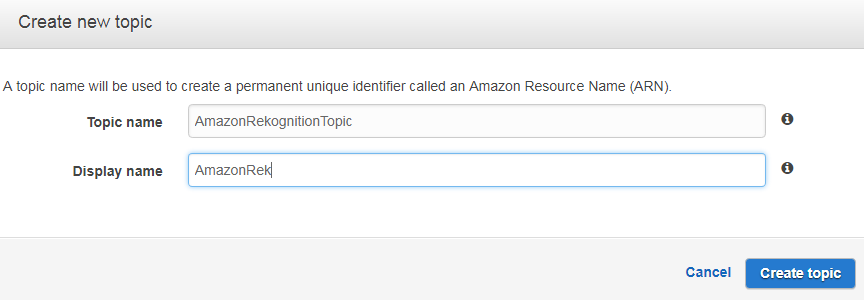 Create new topic
A topic name will be used to create a permanent unique identifier called an Amazon Resource Name (ARN).
Topic name AmazonRekognitionTopic
Display name AmazonRek
Cancel Create topic